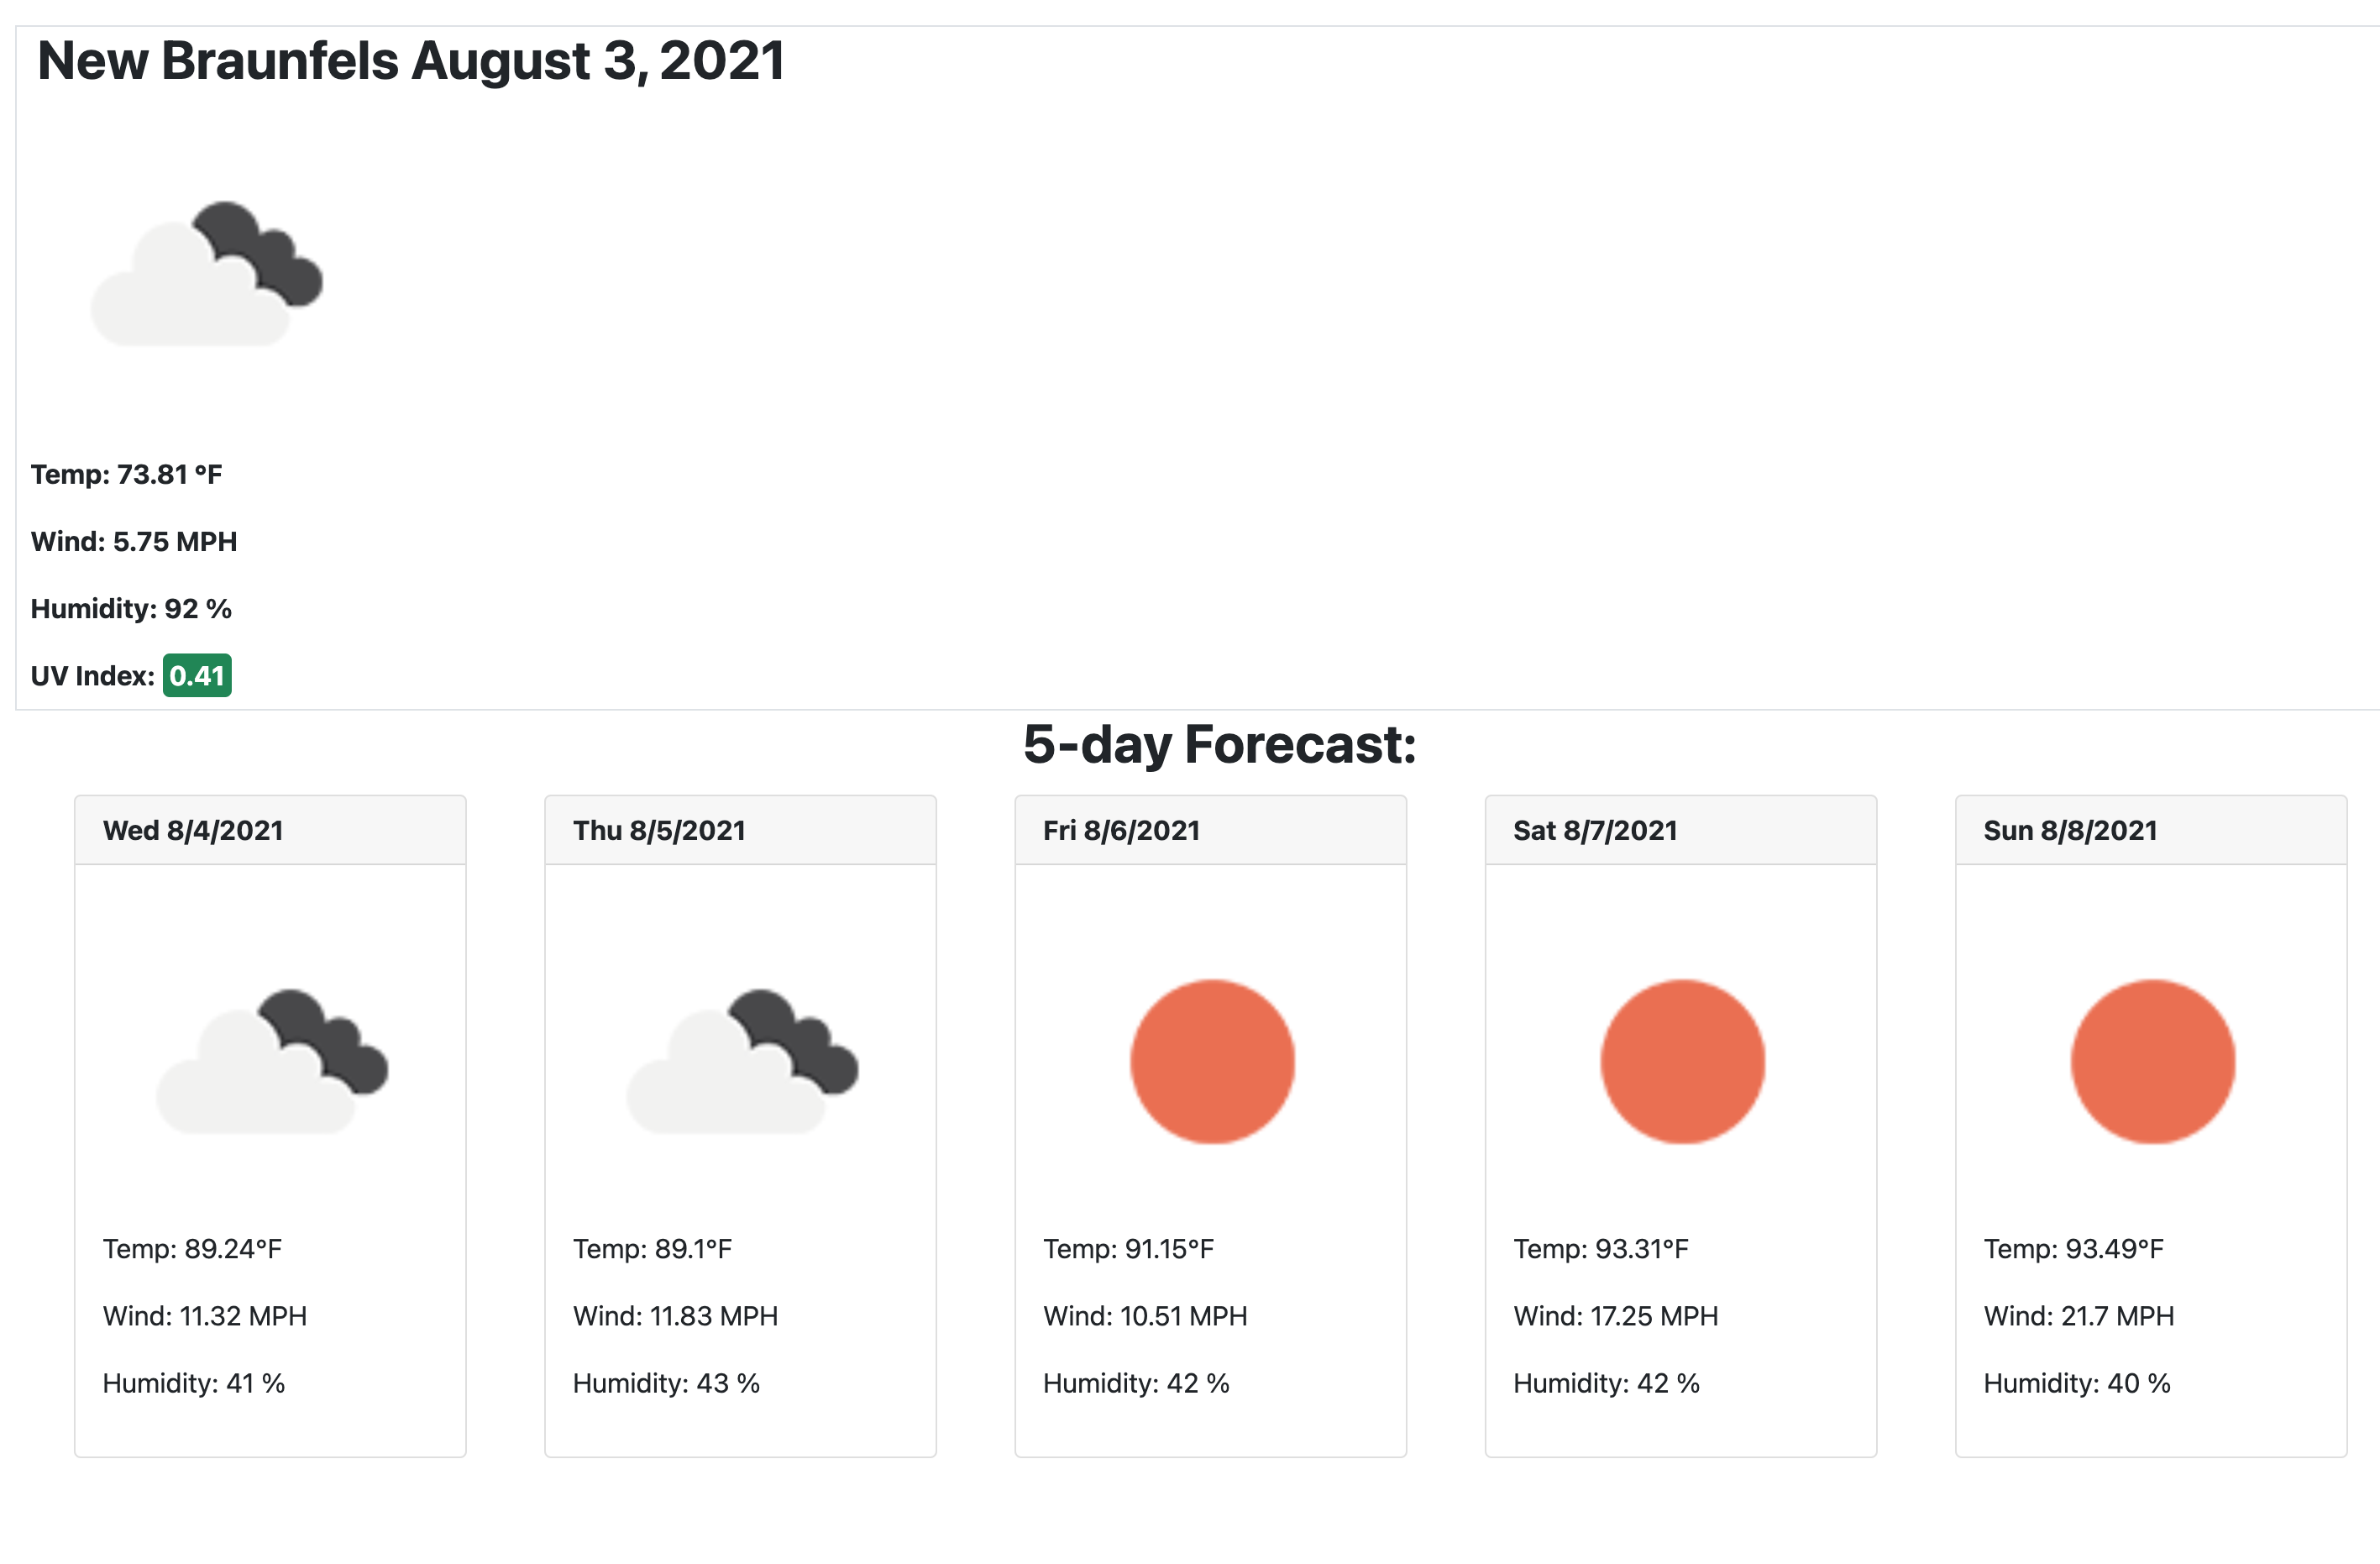 New Braunfels August 3, 2021
Temp: 73.81 °F
Wind: 5.75 MPH
Humidity: 92 %
UV Index: 0.41
5-day Forecast:
Wed 8/4/2021
Temp: 89.24°F
Wind: 11.32 MPH
Humidity: 41 %
Thu 8/5/2021
Temp: 89.1°F
Wind: 11.83 MPH
Humidity: 43 %
Fri 8/6/2021
Temp: 91.15°F
Wind: 10.51 MPH
Humidity: 42 %
Sat 8/7/2021
Temp: 93.31°F
Wind: 17.25 MPH
Humidity: 42 %
Sun 8/8/2021
Temp: 93.49°F
Wind: 21.7 MPH
Humidity: 40 %